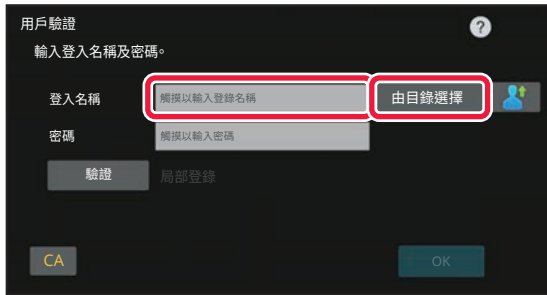 用戶驗證
?
輸入登入名稱及密碼。
登入名稱 觸摸以輸入登錄名稱 由目錄選擇
密碼 觸摸以輸入密碼
驗證 局部登錄
CA OK